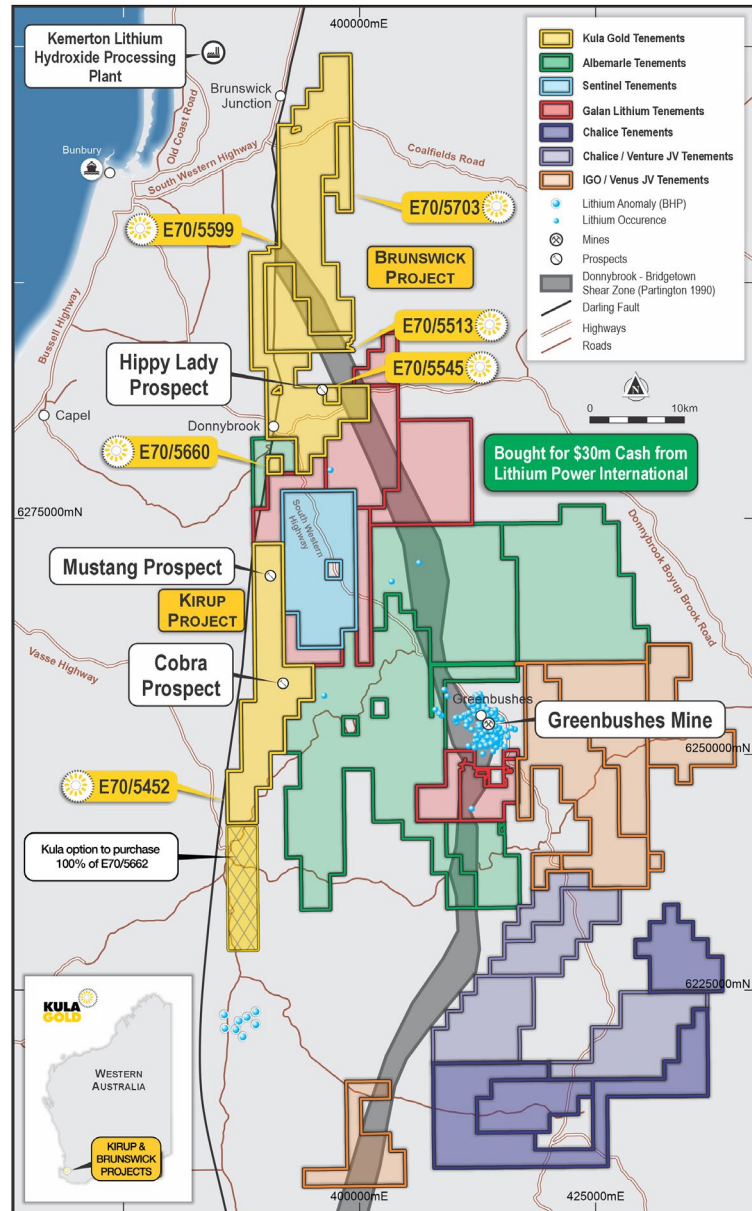 400000mE
Kemerton Lithium
Hydroxide Processing
Plant
Brunswick
Junction
Old Coast Road
Bunbury
South Western Highway
Coalfields Road
Kula Gold Tenements
Albemarle Tenements
Sentinel Tenements
Galan Lithium Tenements
Chalice Tenements
Chalice / Venture JV Tenements
IGO / Venus JV Tenements
Lithium Anomaly (BHP)
Lithium Occurence
Mines
Prospects
Donnybrook - Bridgetown
Shear Zone (Partington 1990)
Darling Fault
Highways
Roads
E70/5703
E70/5599
BRUNSWICK
PROJECT
Bussell Highway
E70/5513
Hippy Lady
Prospect
E70/5545
0
10km
Capel
Donnybrook
E70/5660
Bought for $30m Cash from
Lithium Power International
6275000mN
South Western
Highway
Donnybrook Boyup Brook Road
Mustang Prospect
KIRUP
PROJECT
Vasse Highway
Cobra
Prospect
Greenbushes
Greenbushes Mine
6250000mN
E70/5452
Kula option to purchase
100% of E70/5662
6225000mN
KULA
GOLD
WESTERN
AUSTRALIA
KIRUP &
BRUNSWICK
PROJECTS
400000mE
425000mE